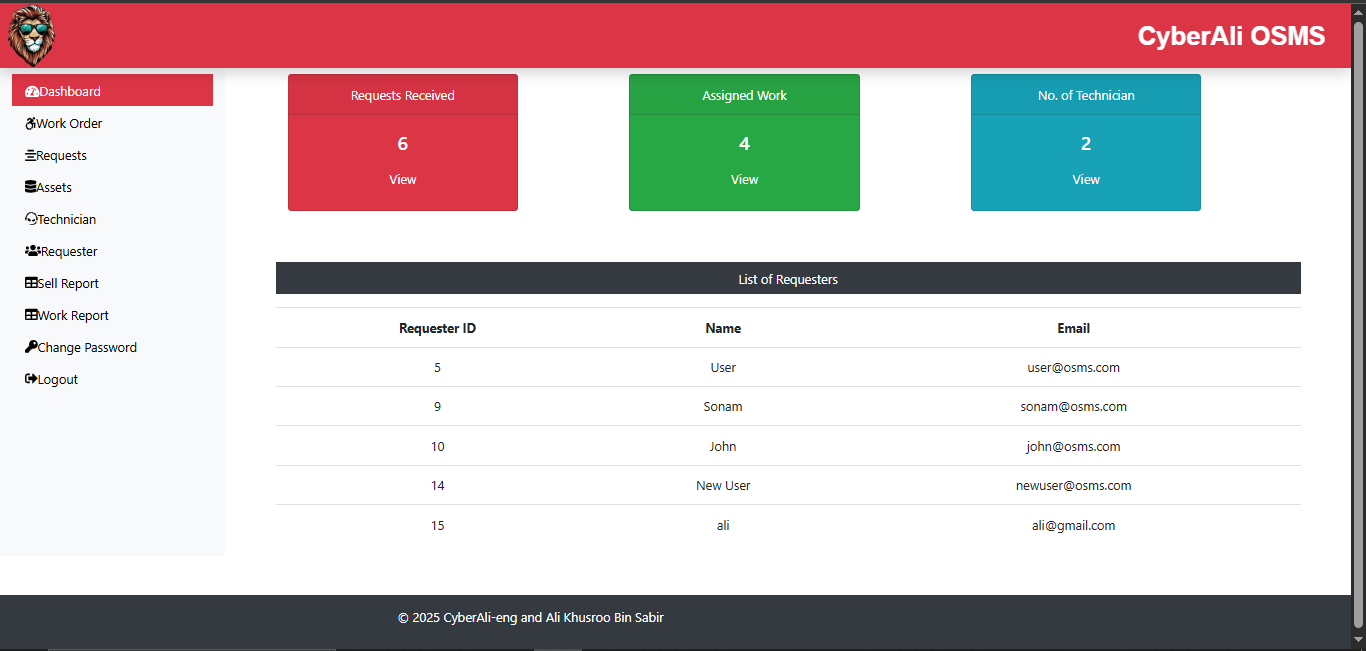 CyberAli OSMS
Dashboard
Work Order
Requests
Assets
Technician
Requester
Sell Report
Work Report
Change Password
Logout
Requests Received
6
View
Assigned Work
4
View
No. of Technician
2
View
List of Requesters
Requester ID Name Email
5 User user@osms.com
9 Sonam sonam@osms.com
10 John john@osms.com
14 New User newuser@osms.com
15 ali ali@gmail.com
© 2025 CyberAli-eng and Ali Khusroo Bin Sabir